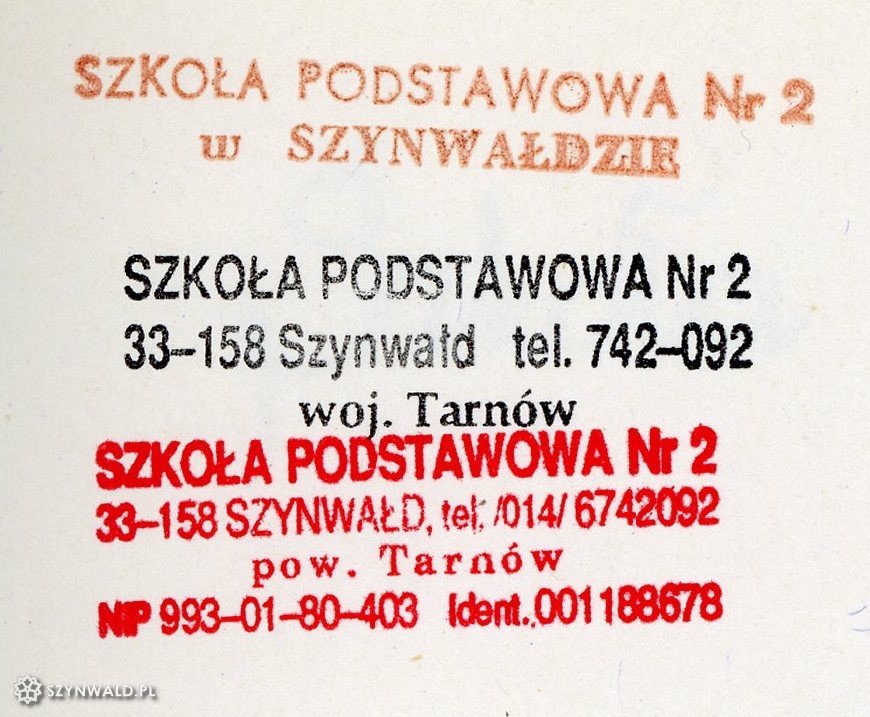 SZKOŁA PODSTAWOWA Nr 2
w SZYNWAŁDZIE
SZKOŁA PODSTAWOWA Nr 2
33-158 Szynwałd tel. 742-092
woj. Tarnów
SZKOŁA PODSTAWOWA Nr 2
33-158 SZYNWAŁD, tel. /014/ 6742092
pow. Tarnów
NIP 993-01-80-403 Ident. 001188678
SZYNWALD.PL